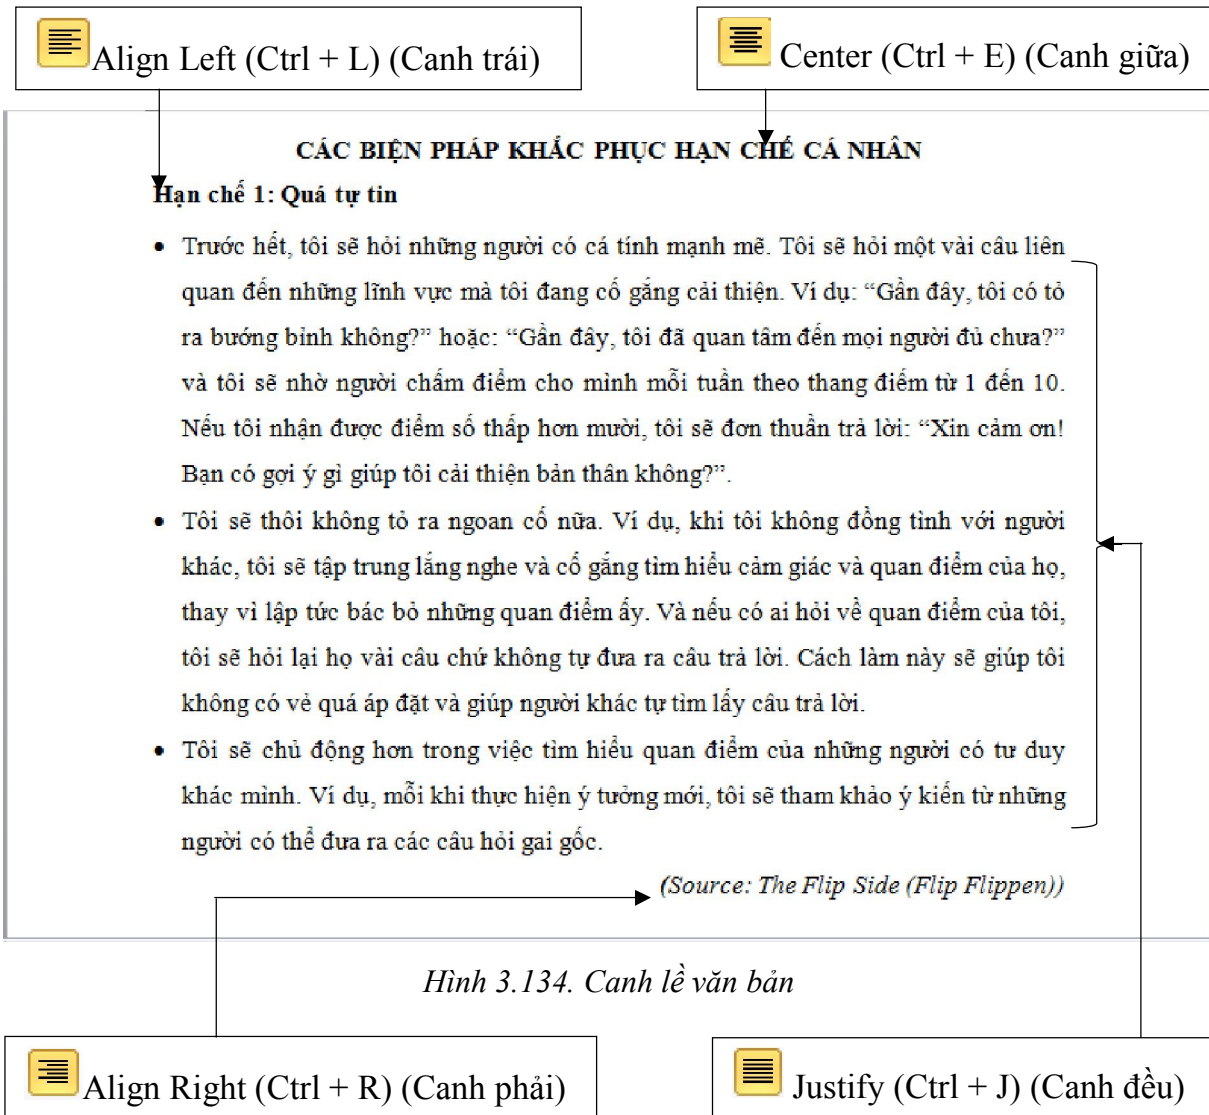 Align Left (Ctrl + L) (Canh trái)
Center (Ctrl + E) (Canh giữa)
CÁC BIỆN PHÁP KHẮC PHỤC HẠN CHẾ CÁ NHÂN
Hạn chế 1: Quá tự tin
• Trước hết, tôi sẽ hỏi những người có cá tính mạnh mẽ. Tôi sẽ hỏi một vài câu liên
quan đến những lĩnh vực mà tôi đang cố gắng cải thiện. Ví dụ: “Gần đây, tôi có tỏ
ra bướng bỉnh không?” hoặc: “Gần đây, tôi đã quan tâm đến mọi người đủ chưa?”
và tôi sẽ nhờ người chấm điểm cho mình mỗi tuần theo thang điểm từ 1 đến 10.
Nếu tôi nhận được điểm số thấp hơn mười, tôi sẽ đơn thuần trả lời: “Xin cảm ơn!
Bạn có gợi ý gì giúp tôi cải thiện bản thân không?”.
• Tôi sẽ thôi không tỏ ra ngoan cố nữa. Ví dụ, khi tôi không đồng tình với người
khác, tôi sẽ tập trung lắng nghe và cố gắng tìm hiểu cảm giác và quan điểm của họ,
thay vì lập tức bác bỏ những quan điểm ấy. Và nếu có ai hỏi về quan điểm của tôi,
tôi sẽ hỏi lại họ vài câu chứ không tự đưa ra câu trả lời. Cách làm này sẽ giúp tôi
không có vẻ quá áp đặt và giúp người khác tự tìm lấy câu trả lời.
• Tôi sẽ chủ động hơn trong việc tìm hiểu quan điểm của những người có tư duy
khác mình. Ví dụ, mỗi khi thực hiện ý tưởng mới, tôi sẽ tham khảo ý kiến từ những
người có thể đưa ra các câu hỏi gai gốc.
(Source: The Flip Side (Flip Flippen))
Hình 3.134. Canh lề văn bản
Align Right (Ctrl + R) (Canh phải)
Justify (Ctrl + J) (Canh đều)